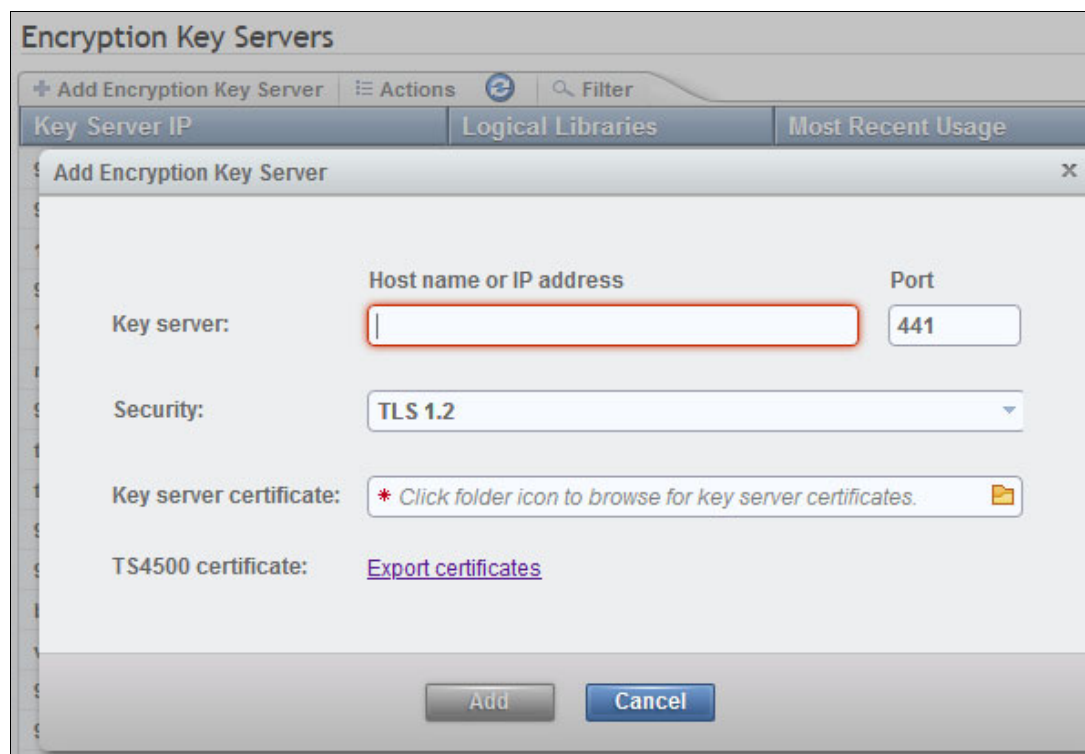 Encryption Key Servers
Add Encryption Key Server Actions Filter
Key Server IP Logical Libraries Most Recent Usage
Add Encryption Key Server x
Host name or IP address Port
Key server: 441
Security: TLS 1.2
Key server certificate: * Click folder icon to browse for key server certificates.
TS4500 certificate: Export certificates
Add Cancel